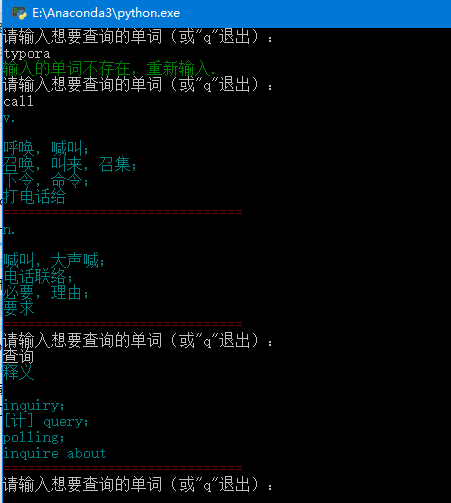 E:\Anaconda3\python.exe
请输入想要查询的单词（或"q"退出）：
typora
输入的单词不存在，重新输入.
请输入想要查询的单词（或"q"退出）：
call
v.
呼唤，喊叫；
召唤，叫来，召集；
下令，命令；
打电话给
==============================
n.
喊叫，大声喊；
电话联络；
必要，理由；
要求
==============================
请输入想要查询的单词（或"q"退出）：
查询
释义
inquiry；
[计] query；
polling；
inquire about
==============================
请输入想要查询的单词（或"q"退出）：